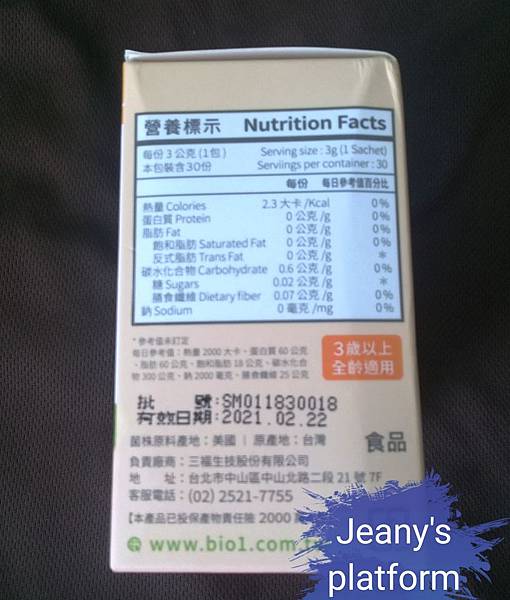 營養標示 Nutrition Facts
每份 3 公克 (1包) Serving size : 3g (1 Sachet)
本包裝含 30份 Serviings per container : 30
每份 每日參考值百分比
熱量 Calories 2.3 大卡 /Kcal 0%
蛋白質 Protein 0 公克 /g 0%
脂肪 Fat 0 公克 /g 0%
飽和脂肪 Saturated Fat 0 公克 /g 0%
反式脂肪 Trans Fat 0 公克 /g *
碳水化合物 Carbohydrate 0.6 公克 /g 0%
糖 Sugars 0.02 公克 /g *
膳食纖維 Dietary fiber 0.07 公克 /g 0%
鈉 Sodium 0 毫克 /mg 0%
* 參考值未訂定
每日參考值：熱量 2000 大卡、蛋白質 60 公克
、脂肪 60 公克、飽和脂肪 18 公克、碳水化合
物 300 公克、鈉 2000 毫克、膳食纖維 25 公克
3歲以上
全齡適用
批 號:SM011830018
有效日期:2021.02.22
菌株原料產地：美國 | 原產地：台灣
食品
負責廠商：三福生技股份有限公司
地 址：台北市中山區中山北路二段 21 號 7F
客服電話：(02) 2521-7755
【本產品已投保產物責任險 2000
www.bio1.com.t
Jeany's
platform